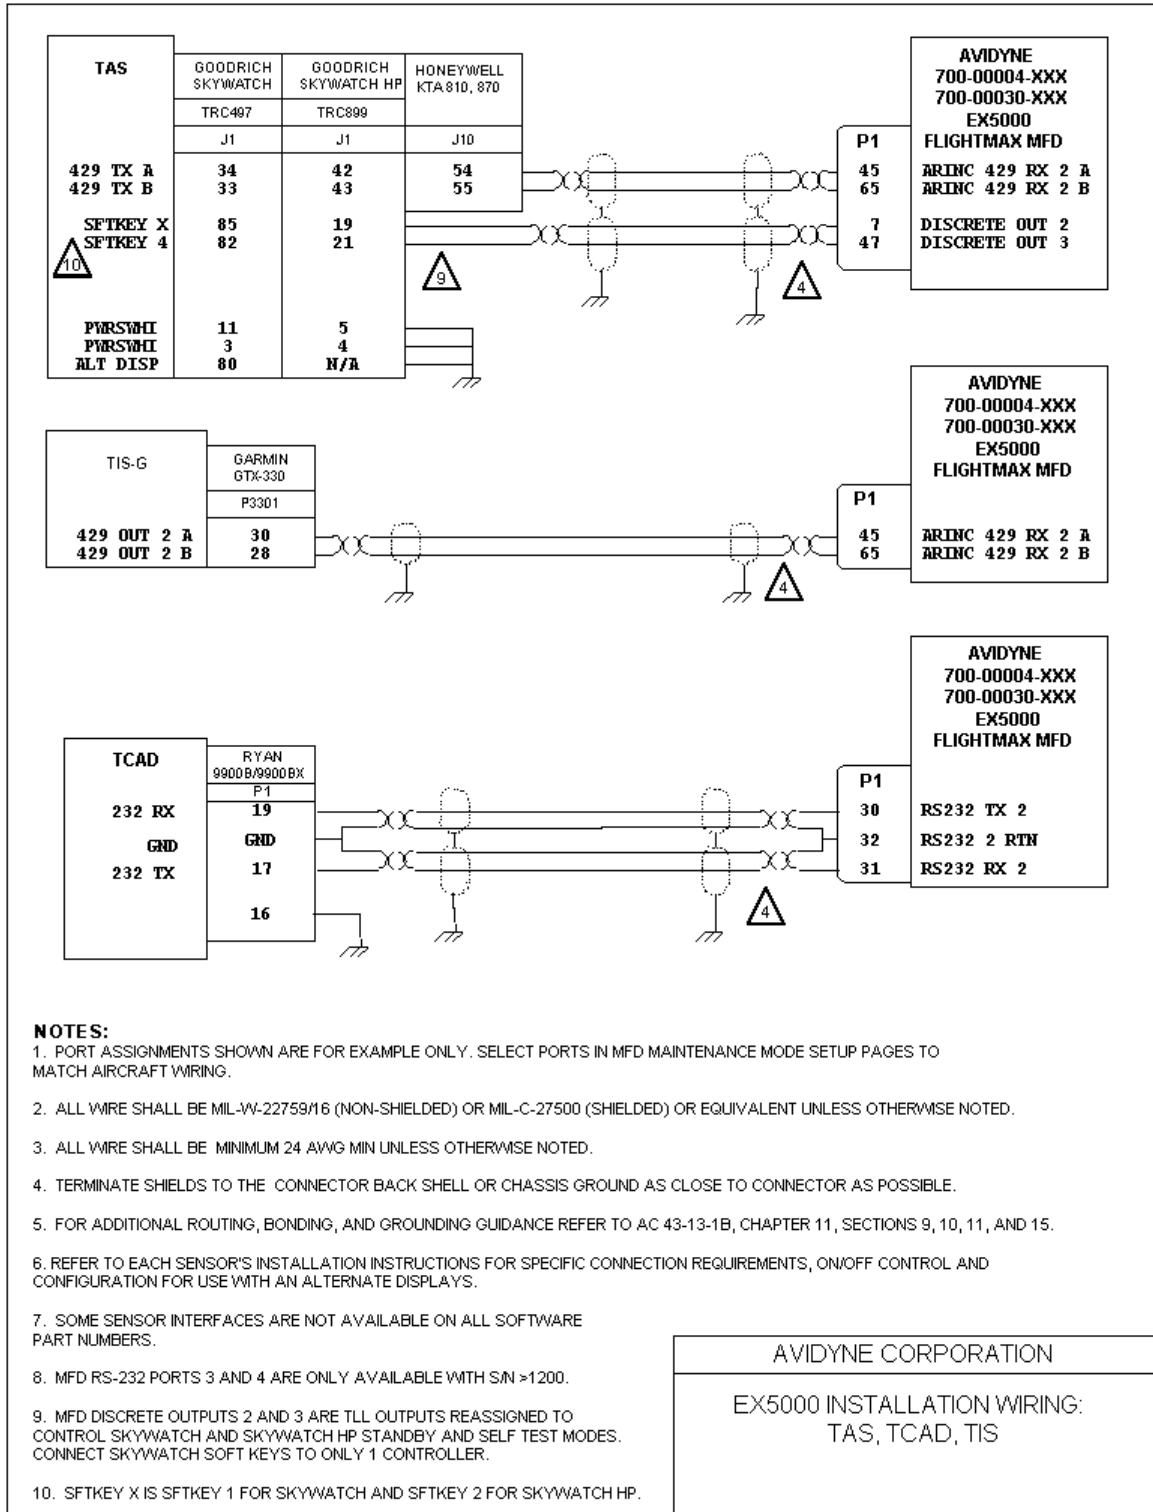 TAS
GOODRICH SKYWATCH
GOODRICH SKYWATCH HP
HONEYWELL KTA 810, 870
TRC497
TRC899
J1
J1
J10
429 TX A 34 42 54
429 TX B 33 43 55
SFTKEY X 85 19
SFTKEY 4 82 21
10
9
PWRSWHI 11 5
PWRSWHI 3 4
ALT DISP 80 N/A
AVIDYNE
700-00004-XXX
700-00030-XXX
EX5000
FLIGHTMAX MFD
P1
45 ARINC 429 RX 2 A
65 ARINC 429 RX 2 B
7 DISCRETE OUT 2
47 DISCRETE OUT 3
4
TIS-G
GARMIN
GTX-330
P3301
429 OUT 2 A 30
429 OUT 2 B 28
AVIDYNE
700-00004-XXX
700-00030-XXX
EX5000
FLIGHTMAX MFD
P1
45 ARINC 429 RX 2 A
65 ARINC 429 RX 2 B
4
TCAD
RYAN
9900B/9900BX
P1
232 RX 19
GND GND
232 TX 17
16
AVIDYNE
700-00004-XXX
700-00030-XXX
EX5000
FLIGHTMAX MFD
P1
30 RS232 TX 2
32 RS232 2 RTN
31 RS232 RX 2
4
NOTES:
1. PORT ASSIGNMENTS SHOWN ARE FOR EXAMPLE ONLY. SELECT PORTS IN MFD MAINTENANCE MODE SETUP PAGES TO
MATCH AIRCRAFT WIRING.
2. ALL WIRE SHALL BE MIL-W-22759/16 (NON-SHIELDED) OR MIL-C-27500 (SHIELDED) OR EQUIVALENT UNLESS OTHERWISE NOTED.
3. ALL WIRE SHALL BE MINIMUM 24 AWG MIN UNLESS OTHERWISE NOTED.
4. TERMINATE SHIELDS TO THE CONNECTOR BACK SHELL OR CHASSIS GROUND AS CLOSE TO CONNECTOR AS POSSIBLE.
5. FOR ADDITIONAL ROUTING, BONDING, AND GROUNDING GUIDANCE REFER TO AC 43-13-1B, CHAPTER 11, SECTIONS 9, 10, 11, AND 15.
6. REFER TO EACH SENSOR'S INSTALLATION INSTRUCTIONS FOR SPECIFIC CONNECTION REQUIREMENTS, ON/OFF CONTROL AND
CONFIGURATION FOR USE WITH AN ALTERNATE DISPLAYS.
7. SOME SENSOR INTERFACES ARE NOT AVAILABLE ON ALL SOFTWARE
PART NUMBERS.
8. MFD RS-232 PORTS 3 AND 4 ARE ONLY AVAILABLE WITH S/N >1200.
9. MFD DISCRETE OUTPUTS 2 AND 3 ARE TLL OUTPUTS REASSIGNED TO
CONTROL SKYWATCH AND SKYWATCH HP STANDBY AND SELF TEST MODES.
CONNECT SKYWATCH SOFT KEYS TO ONLY 1 CONTROLLER.
10. SFTKEY X IS SFTKEY 1 FOR SKYWATCH AND SFTKEY 2 FOR SKYWATCH HP.
AVIDYNE CORPORATION
EX5000 INSTALLATION WIRING:
TAS, TCAD, TIS